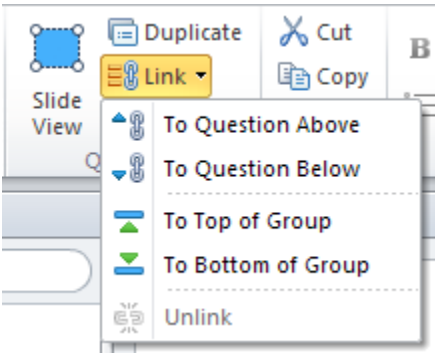 Duplicate
Link
Slide
View
Q
Cut
Copy
B
To Question Above
To Question Below
To Top of Group
To Bottom of Group
Unlink